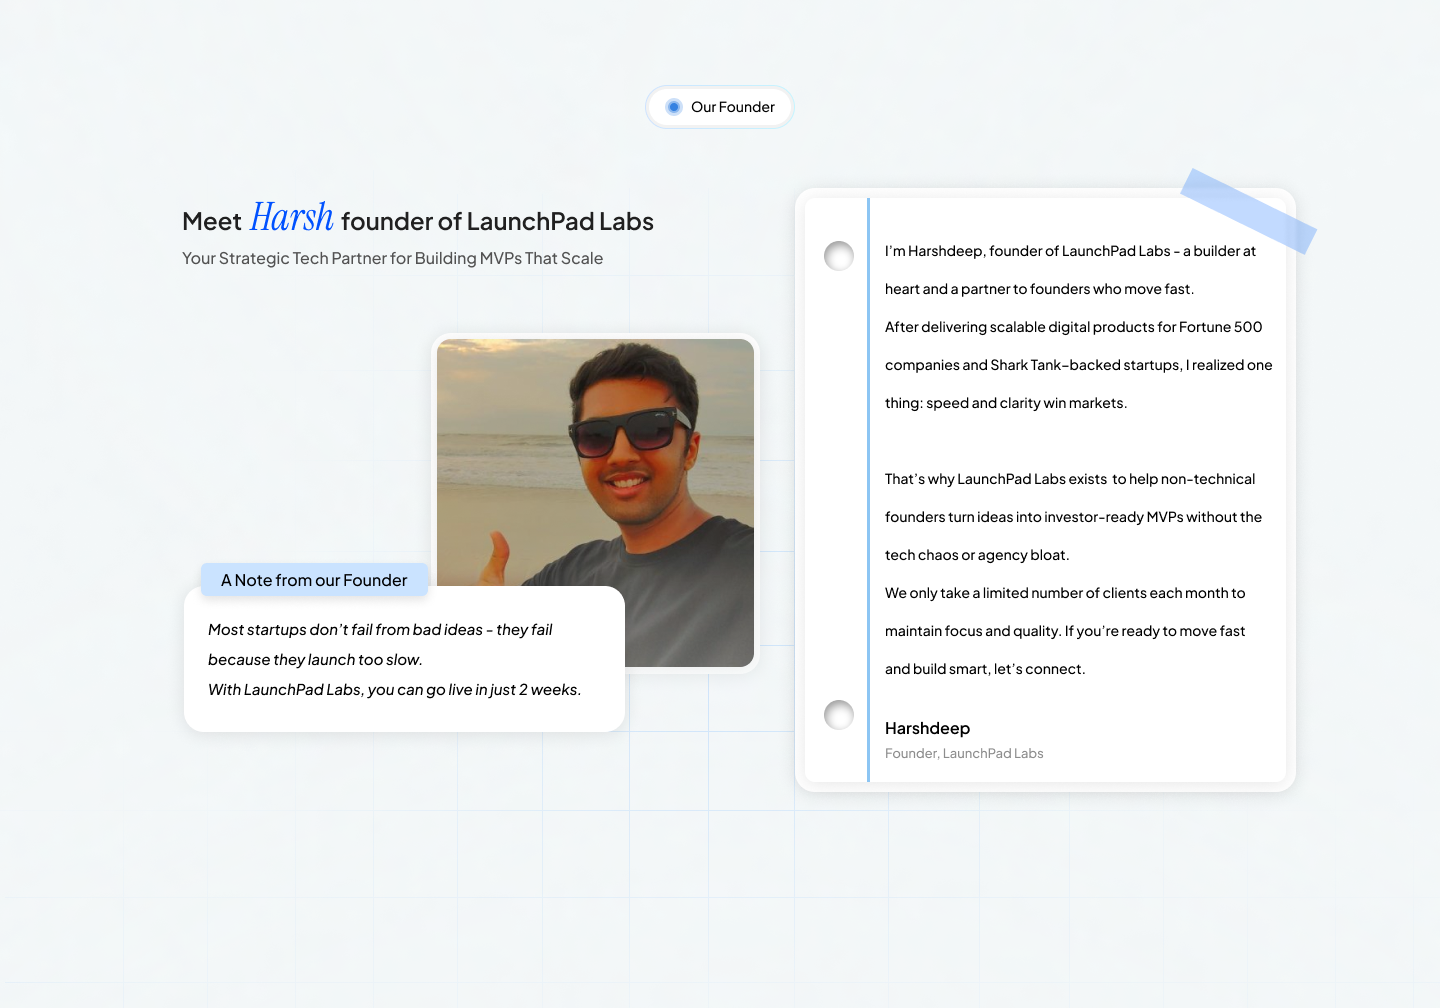 Our Founder
Meet Harsh founder of LaunchPad Labs
Your Strategic Tech Partner for Building MVPs That Scale
A Note from our Founder
Most startups don’t fail from bad ideas - they fail
because they launch too slow.
With LaunchPad Labs, you can go live in just 2 weeks.
I’m Harshdeep, founder of LaunchPad Labs - a builder at
heart and a partner to founders who move fast.
After delivering scalable digital products for Fortune 500
companies and Shark Tank–backed startups, I realized one
thing: speed and clarity win markets.
That’s why LaunchPad Labs exists  to help non-technical
founders turn ideas into investor-ready MVPs without the
tech chaos or agency bloat.
We only take a limited number of clients each month to
maintain focus and quality. If you’re ready to move fast
and build smart, let’s connect.
Harshdeep
Founder, LaunchPad Labs